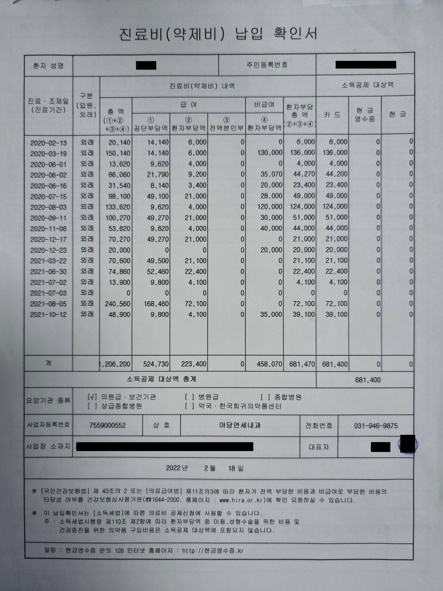 진료비(약제비) 납입 확인서
환자 성명 주민등록번호
진료·조제일 (진료기간) 구분 (입원, 외래) 진료비(약제비) 내역 소득공제 대상액
총 액 (①+② +③+④) 급 여 비급여 환자부담 총 액 (②+③+④) 카 드 현 금 영수증 현 금
① 공단부담액 ② 환자부담액 ③ 전액본인부 ④ 환자부담액
2020-02-13 외래 20,140 14,140 6,000 0 0 6,000 6,000 0 0
2020-03-19 외래 150,140 14,140 6,000 0 130,000 136,000 136,000 0 0
2020-06-01 외래 13,620 9,620 4,000 0 0 4,000 4,000 0 0
2020-06-02 외래 66,060 21,790 9,200 0 35,070 44,270 44,200 0 0
2020-06-16 외래 31,540 8,140 3,400 0 20,000 23,400 23,400 0 0
2020-07-15 외래 98,100 49,100 21,000 0 28,000 49,000 49,000 0 0
2020-08-03 외래 133,620 9,620 4,000 0 120,000 124,000 124,000 0 0
2020-09-11 외래 100,270 49,270 21,000 0 30,000 51,000 51,000 0 0
2020-11-06 외래 53,620 9,620 4,000 0 40,000 44,000 44,000 0 0
2020-12-17 외래 70,270 49,270 21,000 0 0 21,000 21,000 0 0
2020-12-23 외래 20,000 0 0 0 20,000 20,000 20,000 0 0
2021-03-22 외래 70,600 49,500 21,100 0 0 21,100 21,100 0 0
2021-06-30 외래 74,860 52,460 22,400 0 0 22,400 22,400 0 0
2021-07-02 외래 13,900 9,800 4,100 0 0 4,100 4,100 0 0
2021-07-03 외래 0 0 0 0 0 0 0 0 0
2021-08-05 외래 240,560 168,460 72,100 0 0 72,100 72,100 0 0
2021-10-12 외래 48,900 9,800 4,100 0 35,000 39,100 39,100 0 0
계 1,206,200 524,730 223,400 0 458,070 681,470 681,400 0 0
소득공제 대상액 총계 681,400
요양기관 종류 [√] 의원급·보건기관 [ ] 병원급 [ ] 종합병원
[ ] 상급종합병원 [ ] 약국·한국희귀의약품센터
사업자등록번호 7559000552 상 호 야당연세내과 전화번호 031-946-9875
사업장 소재지 대표자
2022 년 2 월 18 일
※ [국민건강보험법] 제 43조의 2 또는 [의료급여법] 제11조의3에 따라 환자가 전액 부담한 비용과 비급여로 부담한 비용의
타당성 여부를 건강보험심사평가원(☎1644-2000, 홈페이지 : www.hira.or.kr)에 확인 요청하실 수 있습니다.
※ 이 납입확인서는 [소득세법]에 따른 의료비 공제신청에 사용할 수 있습니다.
주 : 소득세법시행령 제110조 제2항에 따라 환자부담액 중 미용,성형수술을 위한 비용 및
건강증진을 위한 의약품 구입비용은 소득공제액에 포함되지 않습니다.
알림 : 현금영수증 문의 126 인터넷 홈페이지 : http://현금영수증.kr